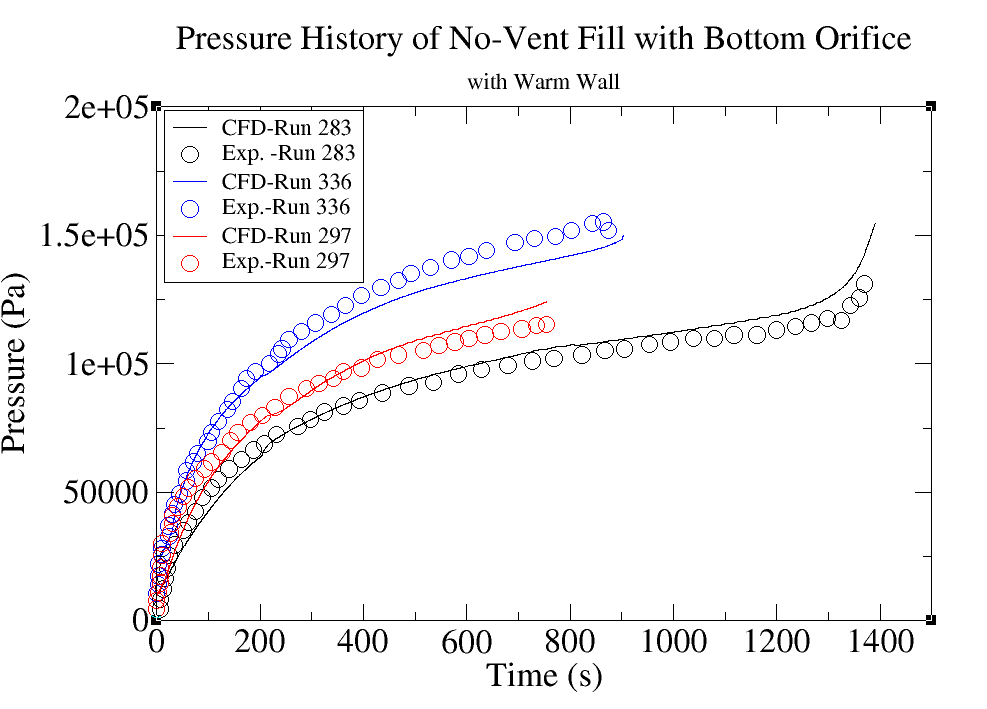 Pressure History of No-Vent Fill with Bottom Orifice
with Warm Wall
2e+05
1.5e+05
1e+05
50000
0
CFD-Run 283
Exp. -Run 283
CFD-Run 336
Exp.-Run 336
CFD-Run 297
Exp.-Run 297
Pressure (Pa)
0 200 400 600 800 1000 1200 1400
Time (s)